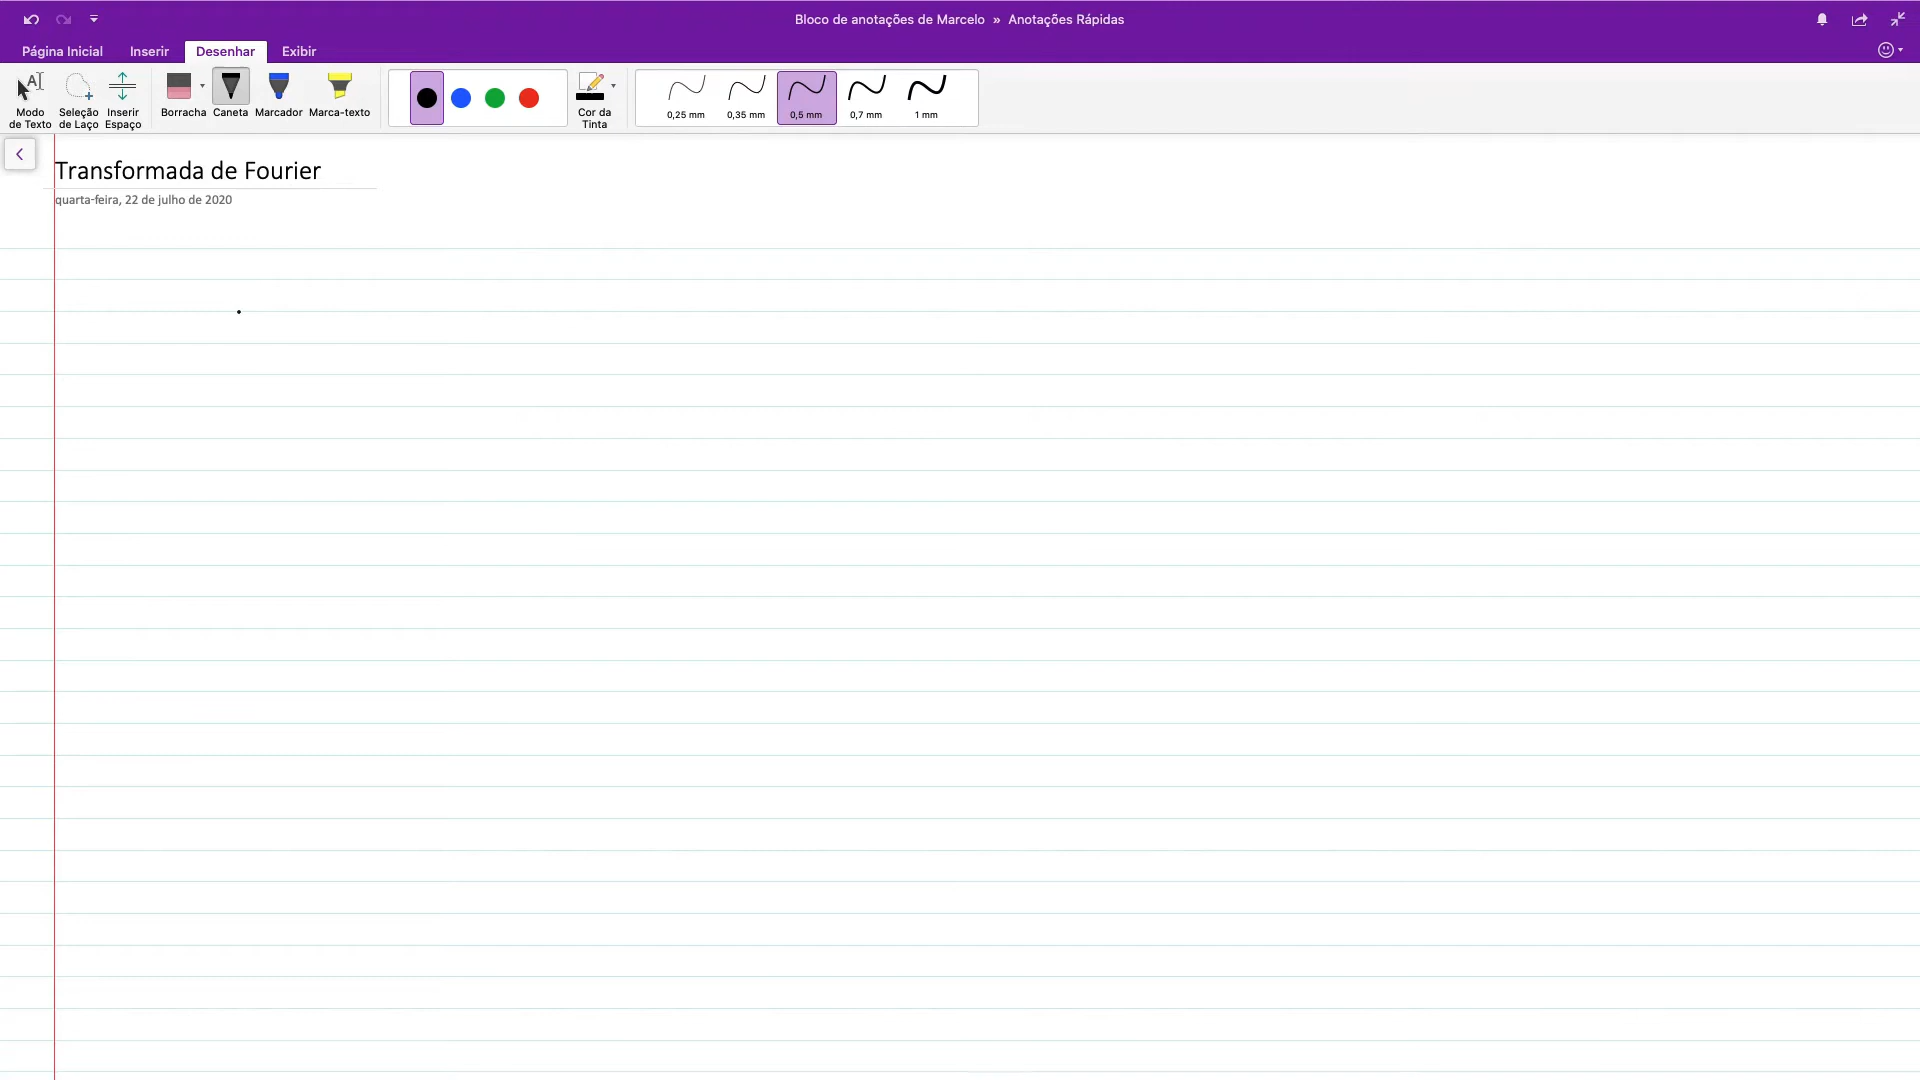 Bloco de anotações de Marcelo » Anotações Rápidas
Página Inicial Inserir Desenhar Exibir
Modo de Texto
Seleção de Laço
Inserir Espaço
Borracha
Caneta
Marcador
Marca-texto
Cor da Tinta
0,25 mm 0,35 mm 0,5 mm 0,7 mm 1 mm
Transformada de Fourier
quarta-feira, 22 de julho de 2020